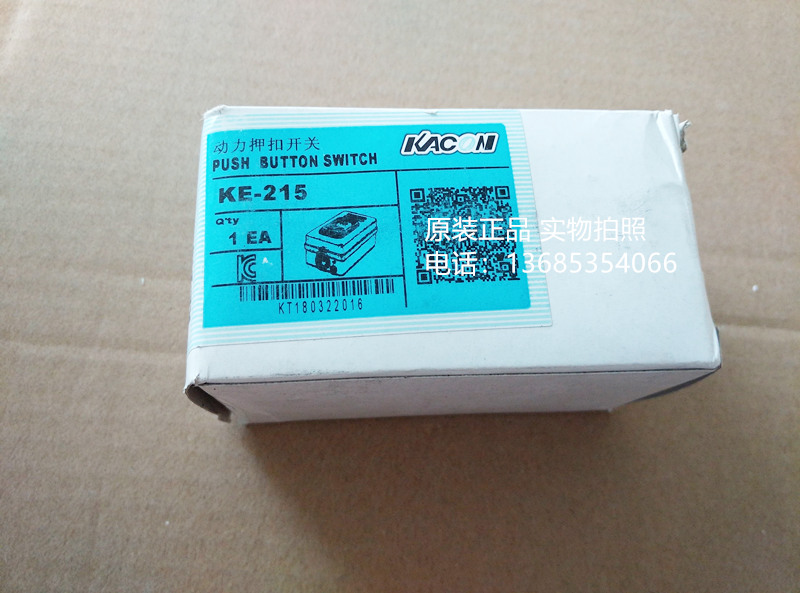 动力押扣开关
PUSH BUTTON SWITCH
KACON
KE-215
Q'ty
1 EA
KT180322016
原装正品 实物拍照
电话：13685354066